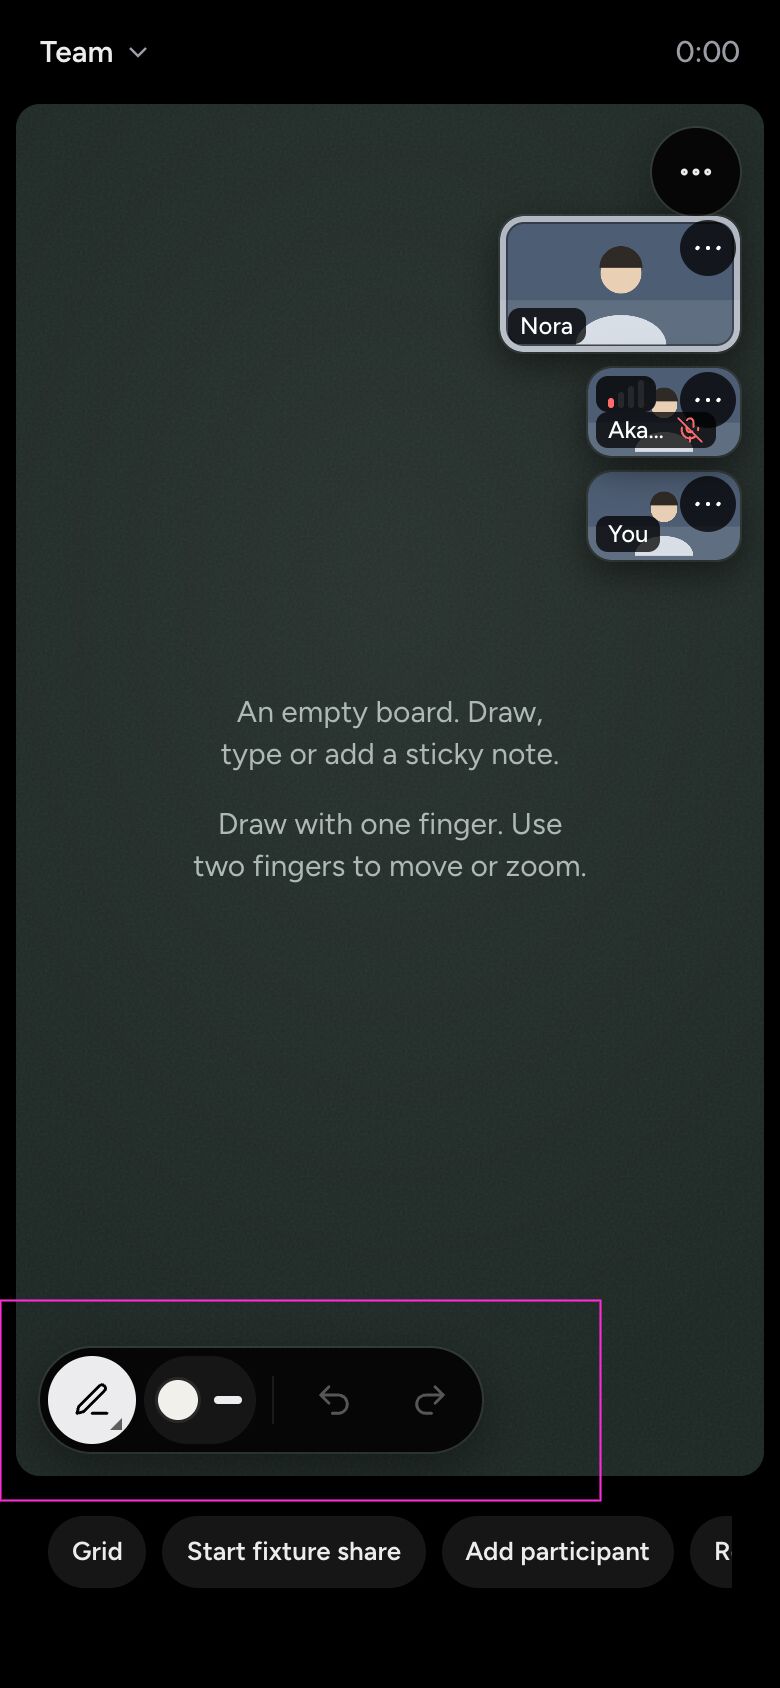 Team
0:00
Nora
Aka...
You
An empty board. Draw,
type or add a sticky note.
Draw with one finger. Use
two fingers to move or zoom.
Grid
Start fixture share
Add participant